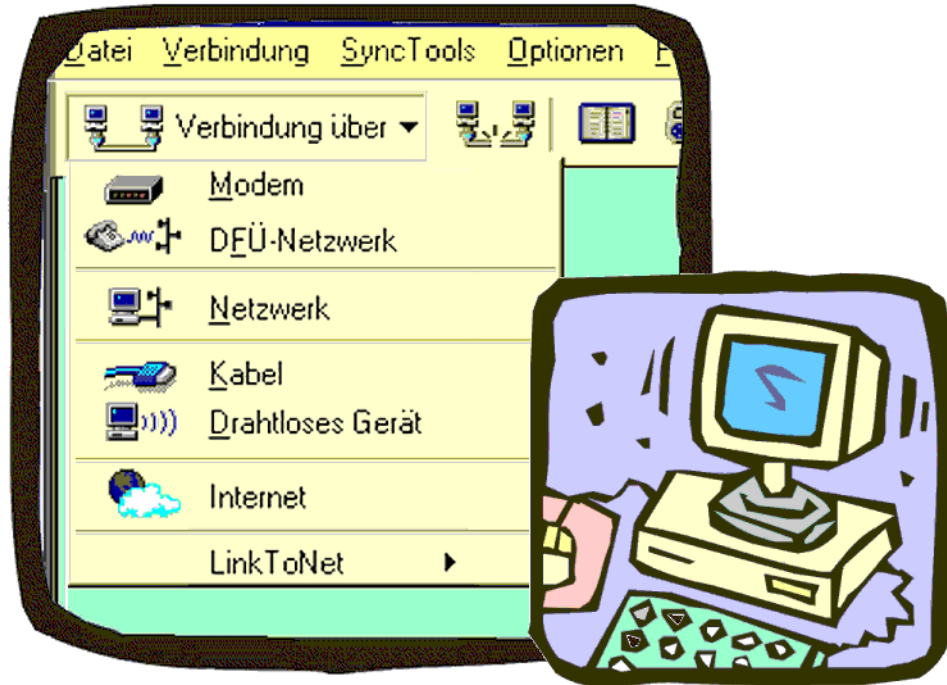 Datei Verbindung SyncTools Optionen
Verbindung über
Modem
DFÜ-Netzwerk
Netzwerk
Kabel
Drahtloses Gerät
Internet
LinkToNet